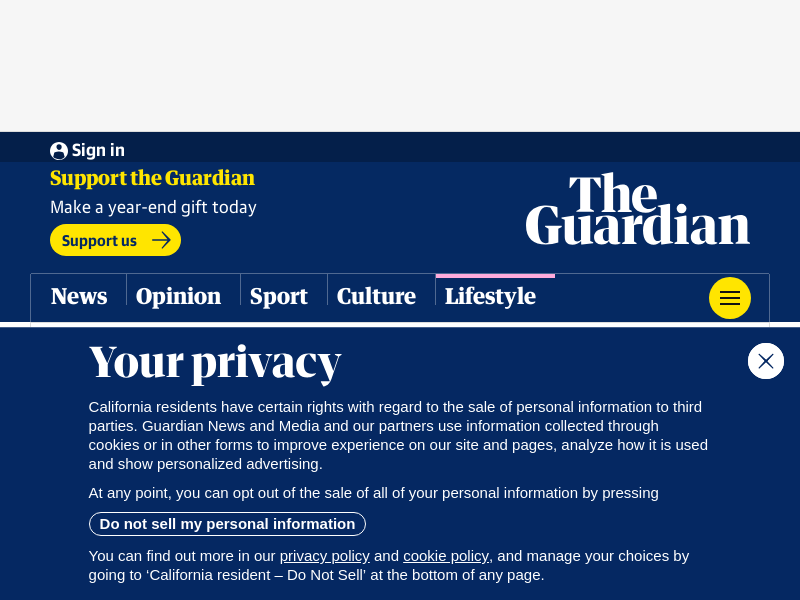 Sign in
Support the Guardian
Make a year-end gift today
Support us
The
Guardian
News
Opinion
Sport
Culture
Lifestyle
Your privacy
California residents have certain rights with regard to the sale of personal information to third
parties. Guardian News and Media and our partners use information collected through
cookies or in other forms to improve experience on our site and pages, analyze how it is used
and show personalized advertising.
At any point, you can opt out of the sale of all of your personal information by pressing
Do not sell my personal information
You can find out more in our privacy policy and cookie policy, and manage your choices by
going to ‘California resident – Do Not Sell’ at the bottom of any page.